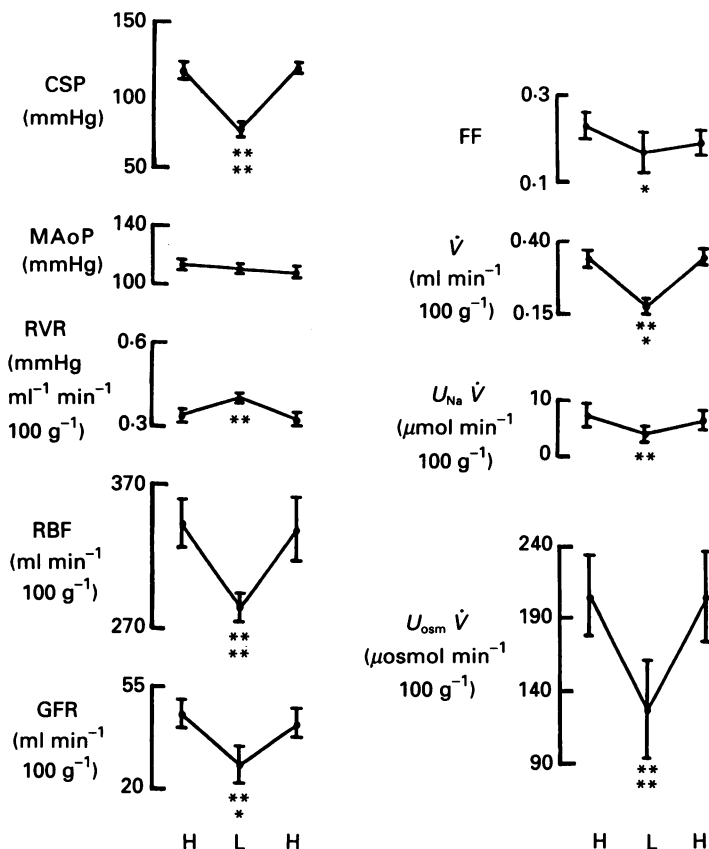 150
CSP
(mmHg)
100
50
**
**
140
MAoP
(mmHg)
100
RVR
0·6
(mmHg
ml⁻¹ min⁻¹
100 g⁻¹)
0·3
**
370
RBF
(ml min⁻¹
100 g⁻¹)
270
**
**
55
GFR
(ml min⁻¹
100 g⁻¹)
20
**
*
H L H
0·3
FF
0·1
*
0·40
V̇
(ml min⁻¹
100 g⁻¹)
0·15
**
*
10
U_Na V̇
(μmol min⁻¹
100 g⁻¹)
0
**
240
190
U_osm V̇
(μosmol min⁻¹
100 g⁻¹)
140
90
**
**
H L H